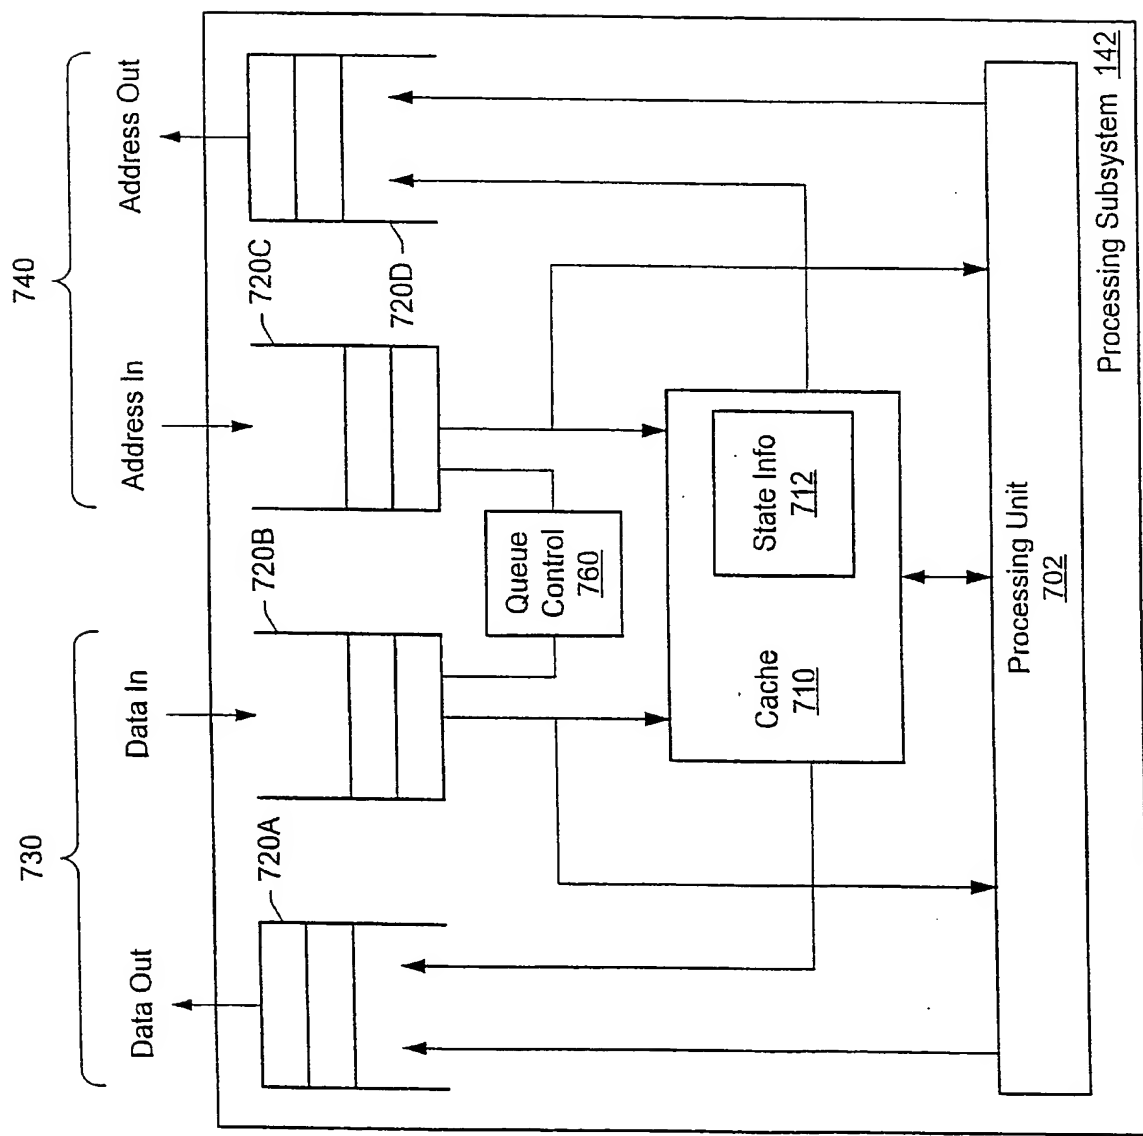 730
740
Data Out
Data In
Address In
Address Out
720A
720B
720C
720D
Queue
Control
760
Cache
710
State Info
712
Processing Unit
702
Processing Subsystem 142